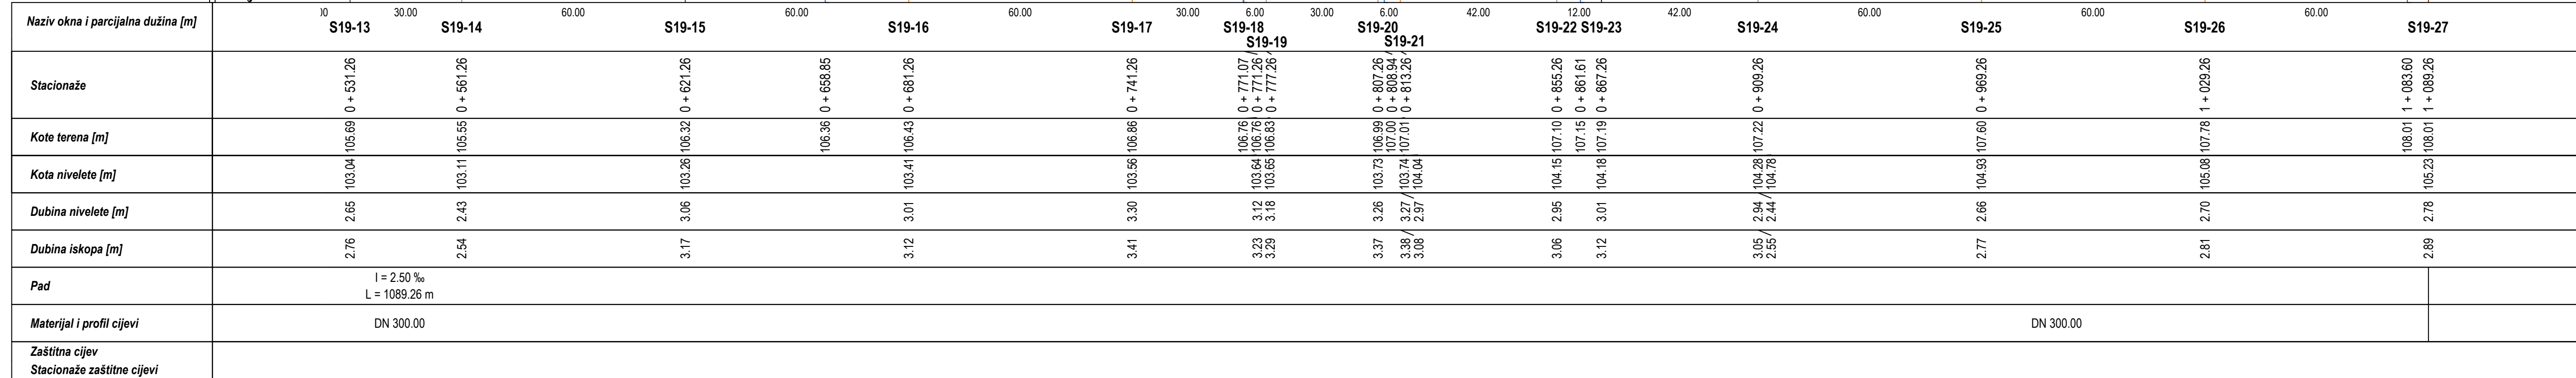 Naziv okna i parcijalna dužina [m]
30.00 60.00 60.00 60.00 30.00 6.00 30.00 6.00 42.00 12.00 42.00 60.00 60.00 60.00
S19-13 S19-14 S19-15 S19-16 S19-17 S19-18 S19-20 S19-22 S19-23 S19-24 S19-25 S19-26 S19-27
S19-19 S19-21
Stacionaže
0 + 531.26 0 + 561.26 0 + 621.26 0 + 658.85 0 + 681.26 0 + 741.26 0 + 771.07 0 + 771.26 0 + 777.26 0 + 807.26 0 + 808.94 0 + 813.26 0 + 855.26 0 + 861.61 0 + 867.26 0 + 909.26 0 + 969.26 1 + 029.26 1 + 083.60 1 + 089.26
Kote terena [m]
105.69 105.55 106.32 106.36 106.43 106.86 106.76 106.76 106.83 106.99 107.00 107.01 107.10 107.15 107.19 107.22 107.60 107.78 108.01 108.01
Kota nivelete [m]
103.04 103.11 103.26 103.41 103.56 103.64 103.65 103.73 103.74 104.04 104.15 104.18 104.28 104.78 104.93 105.08 105.23
Dubina nivelete [m]
2.65 2.43 3.06 3.01 3.30 3.12 3.18 3.26 3.27 / 2.97 2.95 3.01 2.94 / 2.44 2.66 2.70 2.78
Dubina iskopa [m]
2.76 2.54 3.17 3.12 3.41 3.23 3.29 3.37 3.38 / 3.08 3.06 3.12 3.05 / 2.55 2.77 2.81 2.89
Pad
I = 2.50 ‰
L = 1089.26 m
Materijal i profil cijevi
DN 300.00 DN 300.00
Zaštitna cijev
Stacionaže zaštitne cijevi